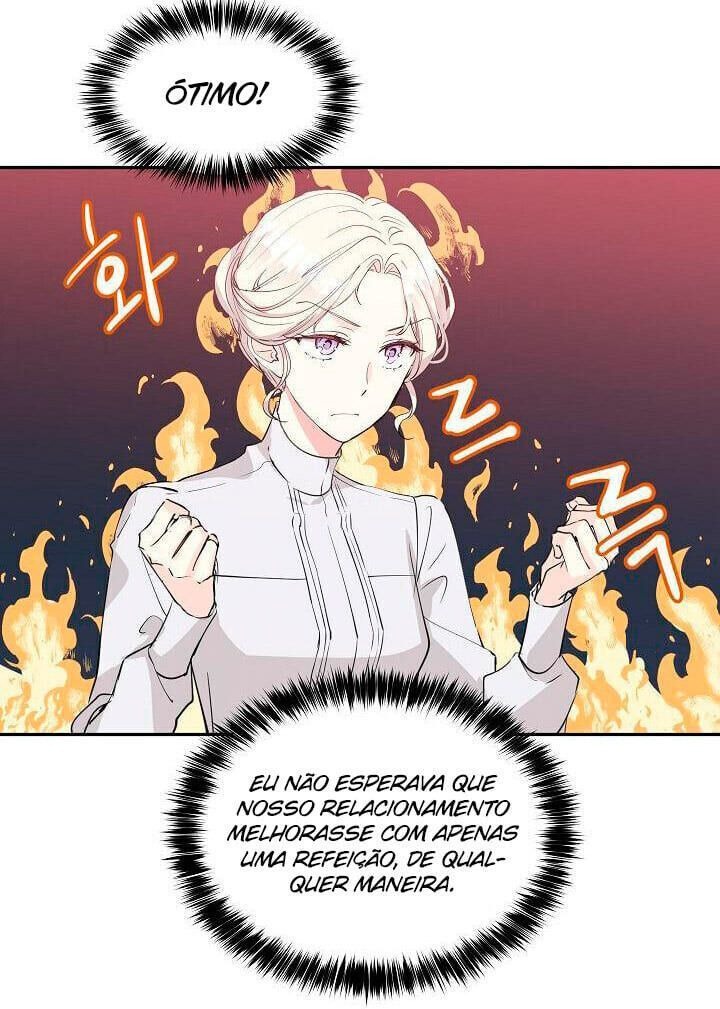 ÓTIMO!
화
르
르
EU NÃO ESPERAVA QUE
NOSSO RELACIONAMENTO
MELHORASSE COM APENAS
UMA REFEIÇÃO, DE QUAL-
QUER MANEIRA.